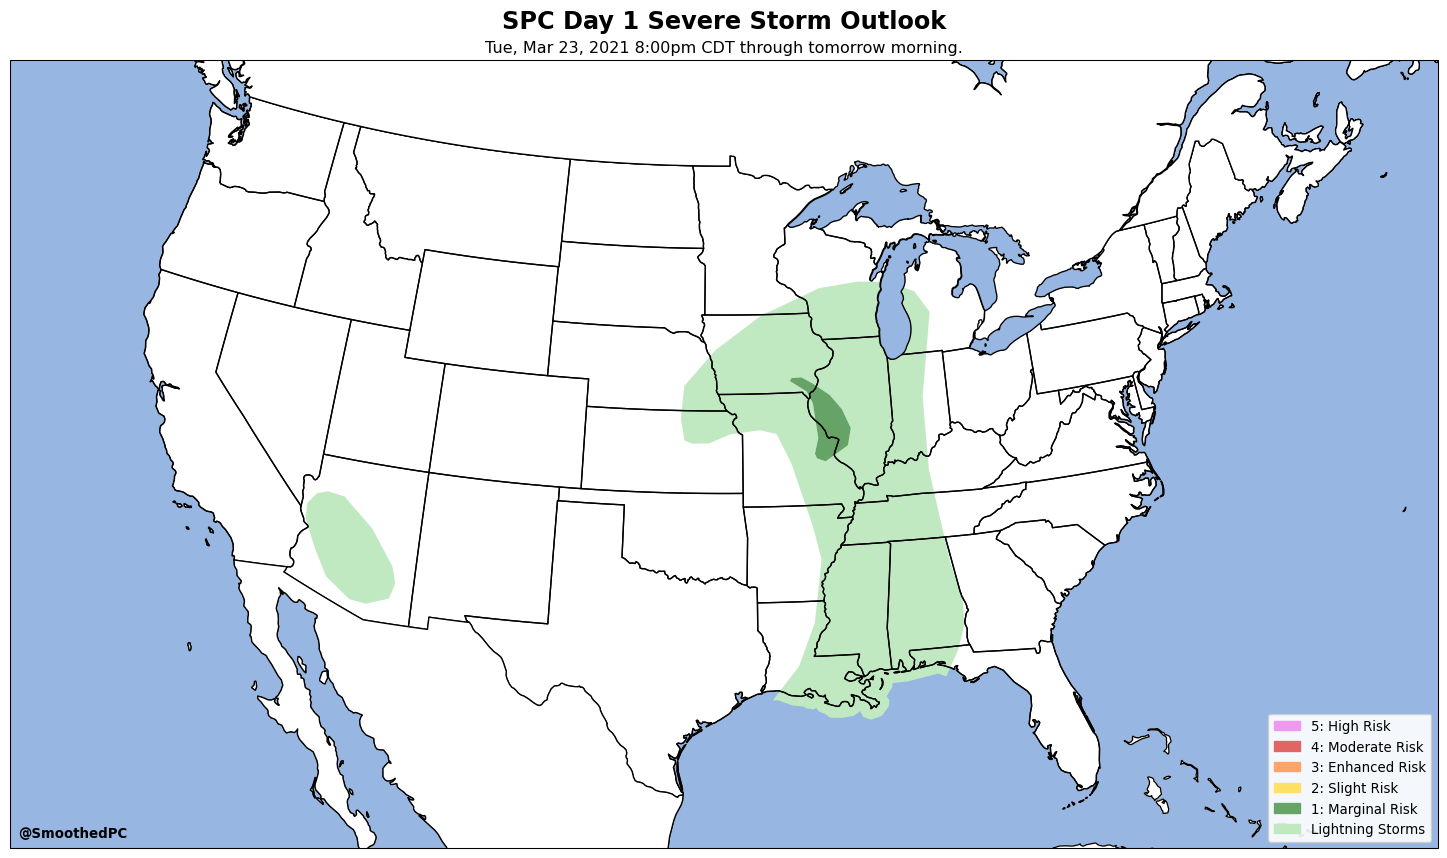 SPC Day 1 Severe Storm Outlook
Tue, Mar 23, 2021 8:00pm CDT through tomorrow morning.
5: High Risk
4: Moderate Risk
3: Enhanced Risk
2: Slight Risk
1: Marginal Risk
Lightning Storms
@SmoothedPC